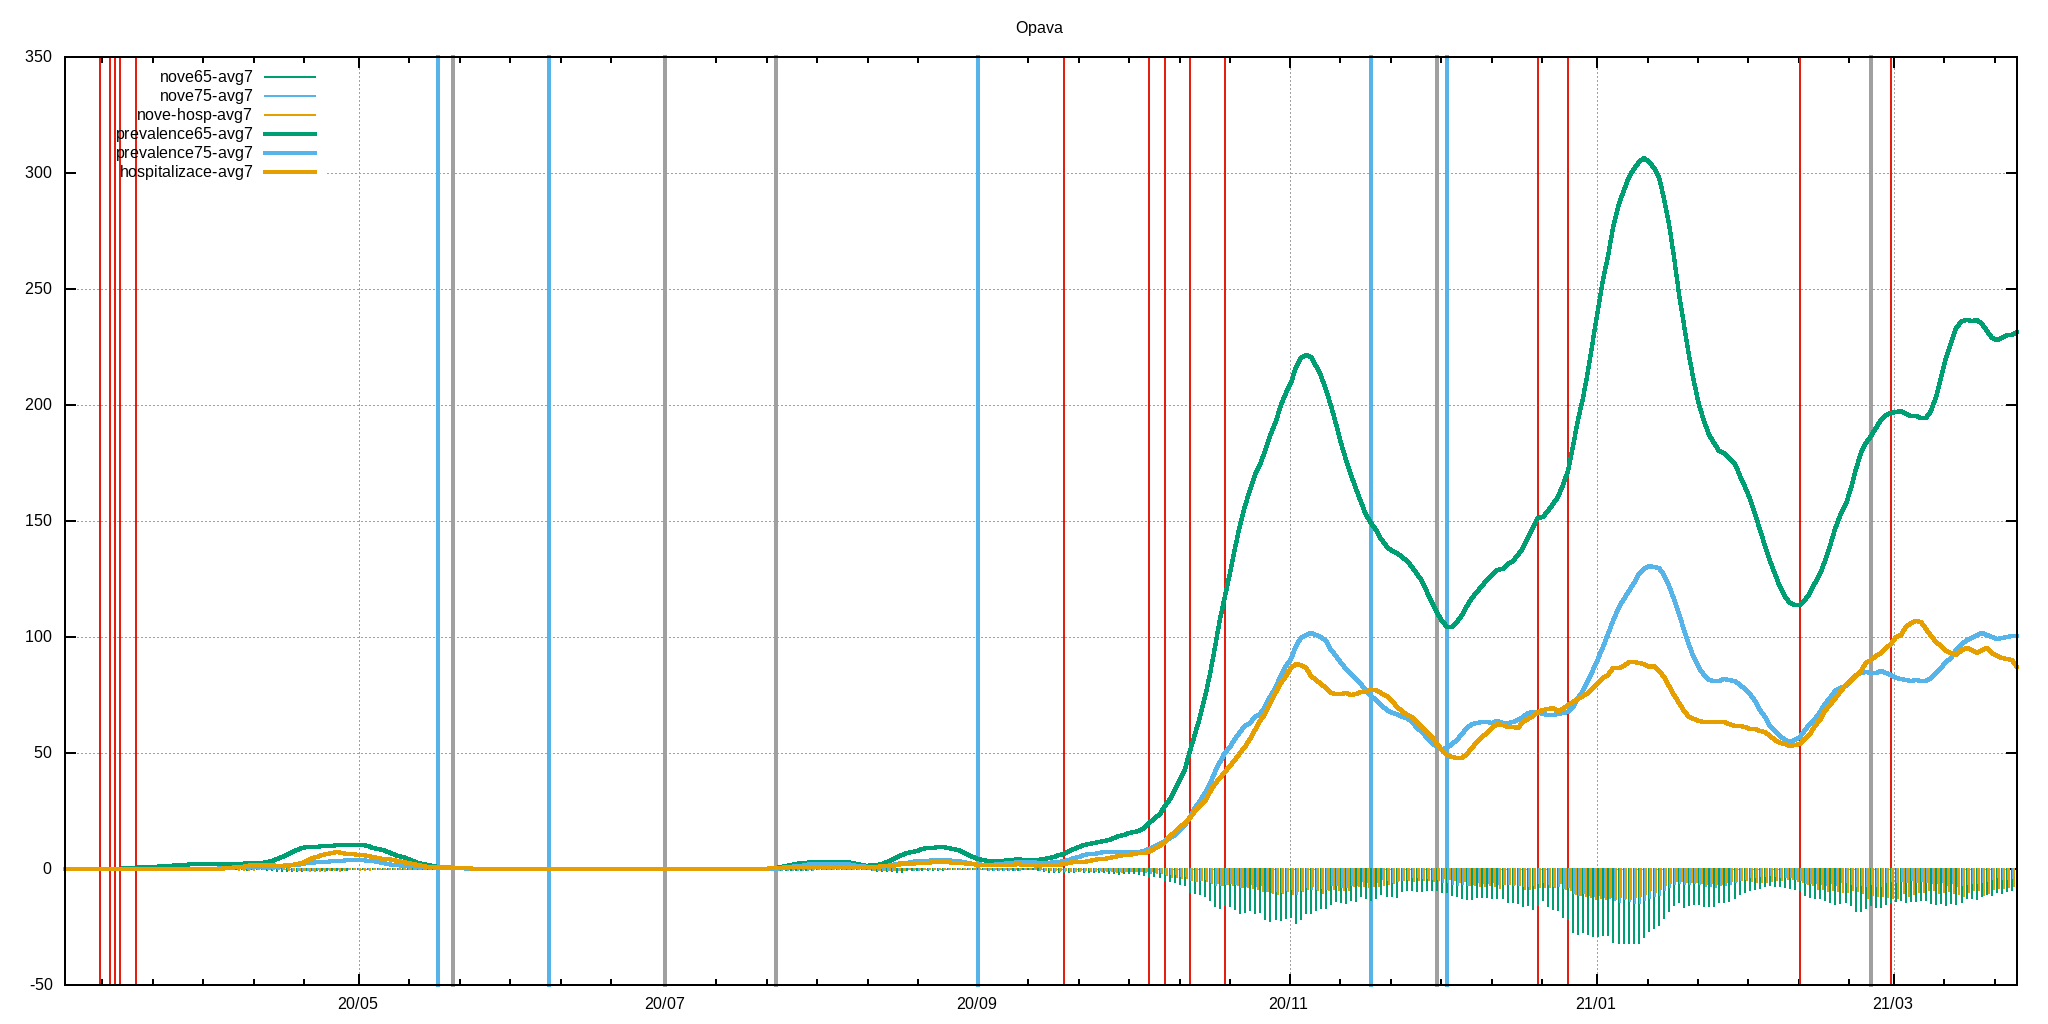 Opava
350
300
250
200
150
100
50
0
-50
nove65-avg7
nove75-avg7
nove-hosp-avg7
prevalence65-avg7
prevalence75-avg7
hospitalizace-avg7
20/05
20/07
20/09
20/11
21/01
21/03